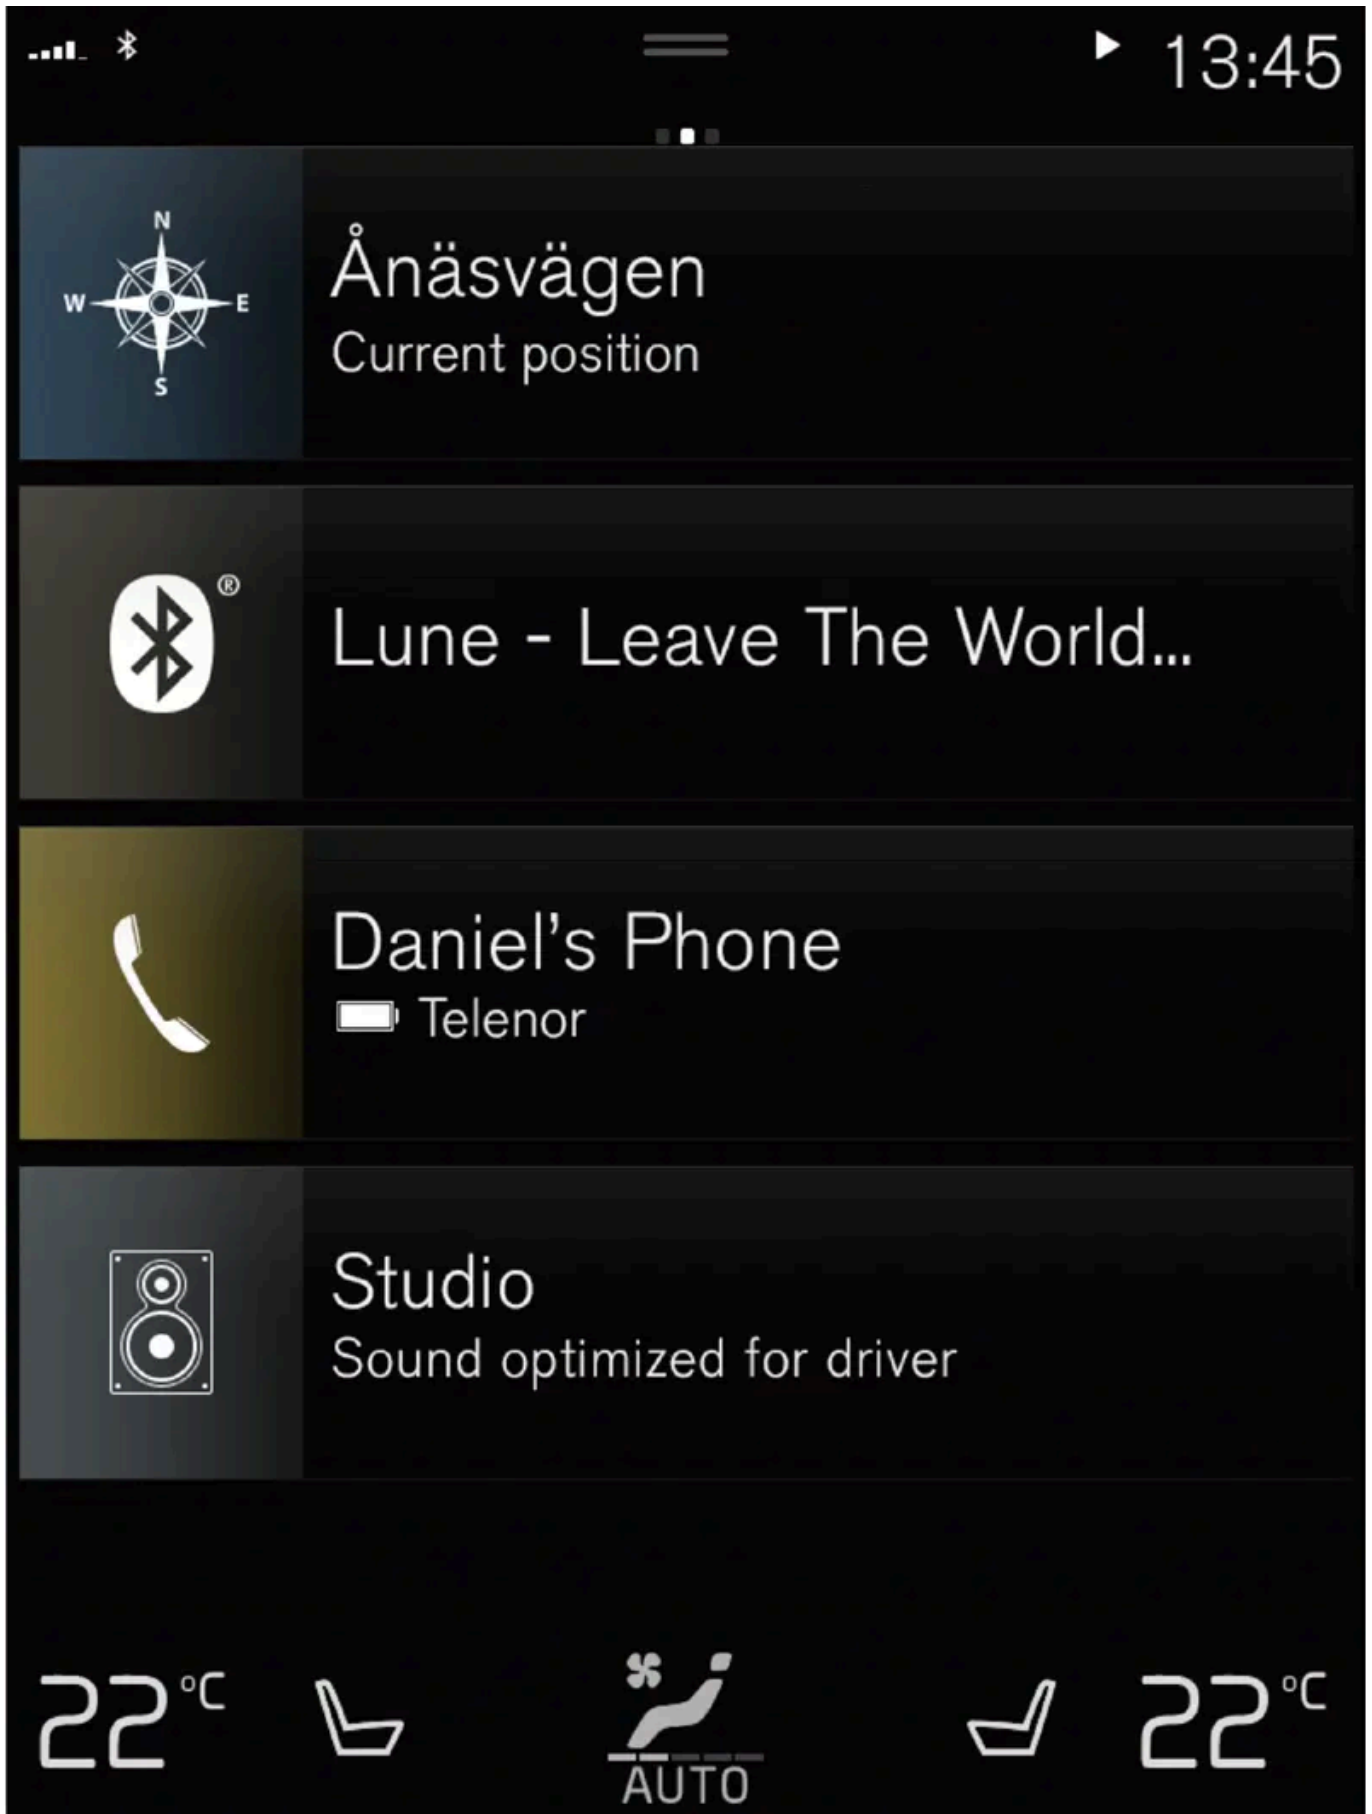 13:45
N
W E
S
Ånäsvägen
Current position
®
Lune - Leave The World...
Daniel’s Phone
Telenor
Studio
Sound optimized for driver
22°C 22°C
AUTO